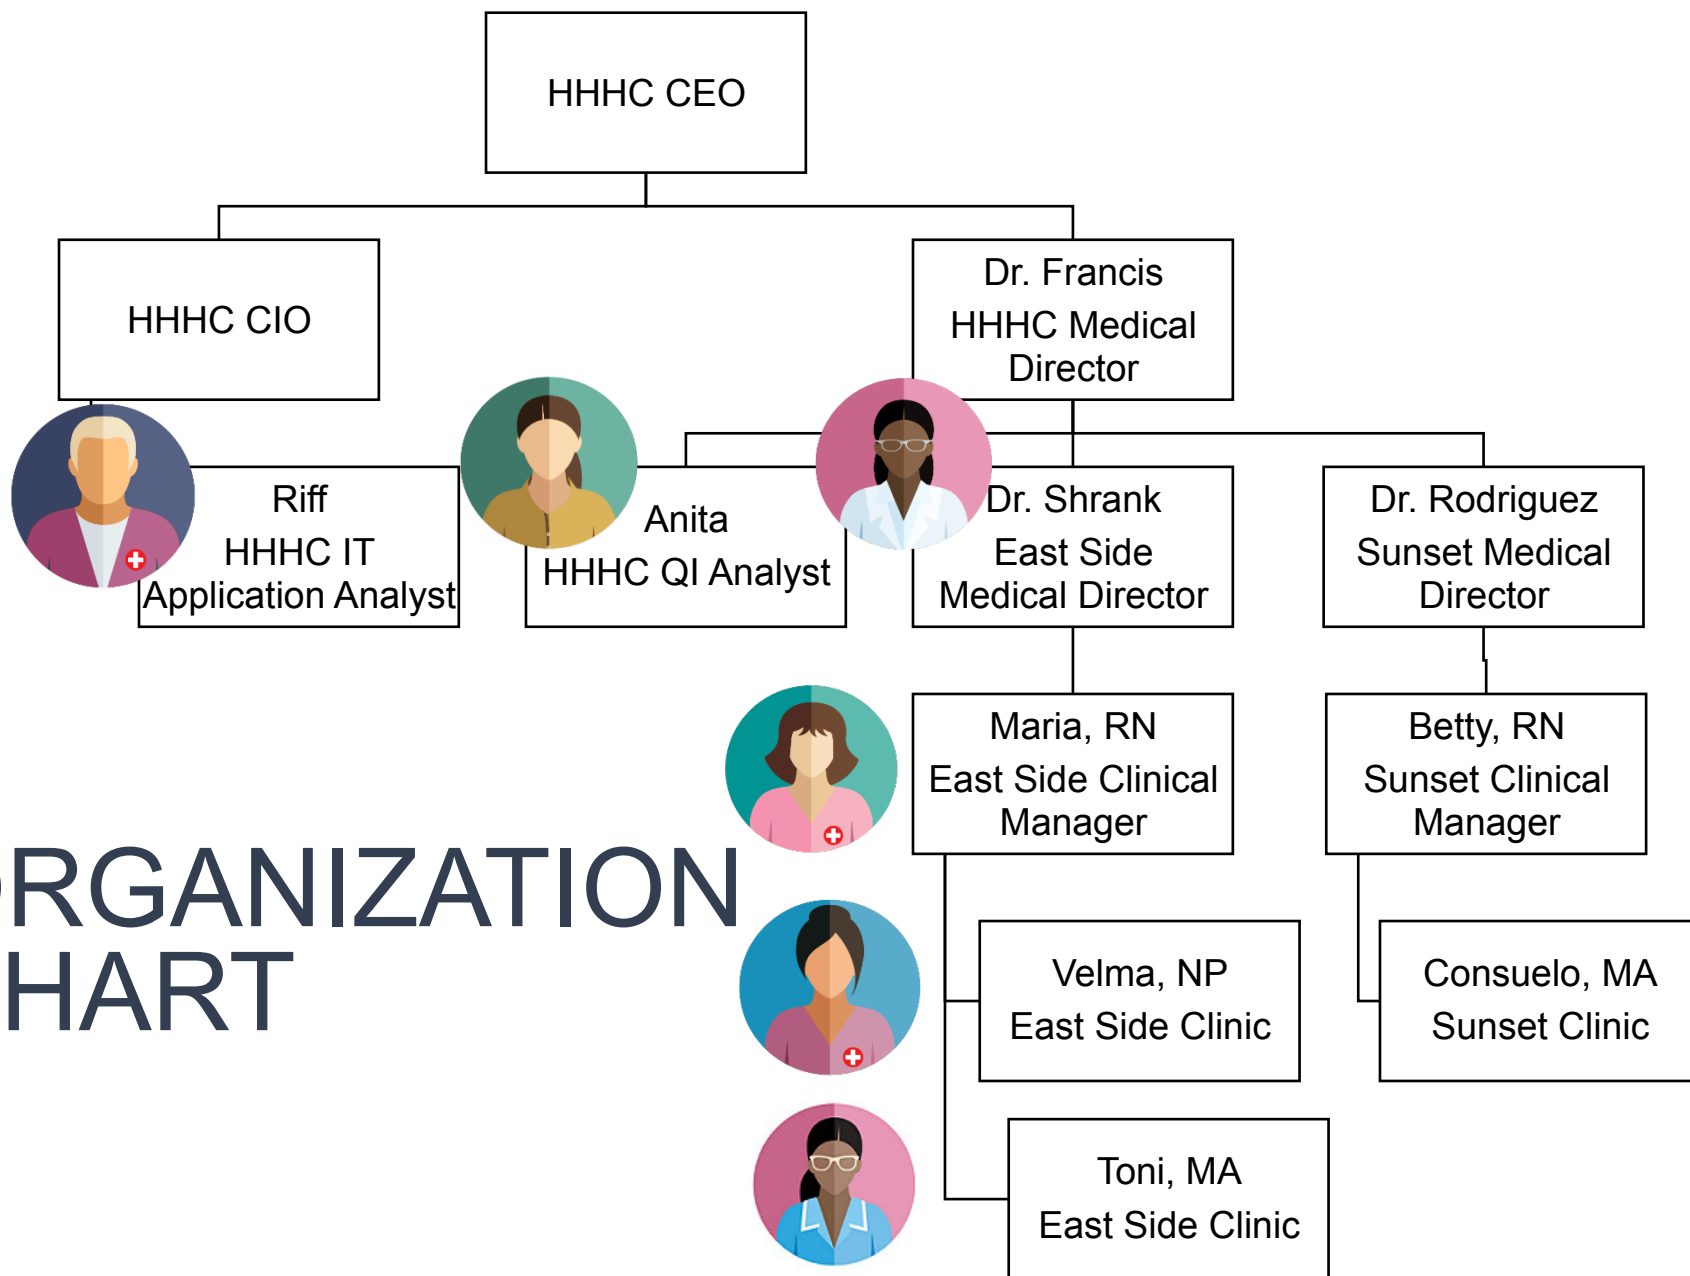 HHHC CEO
HHHC CIO
Dr. Francis
HHHC Medical
Director
Riff
HHHC IT
Application Analyst
Anita
HHHC QI Analyst
Dr. Shrank
East Side
Medical Director
Dr. Rodriguez
Sunset Medical
Director
Maria, RN
East Side Clinical
Manager
Betty, RN
Sunset Clinical
Manager
Velma, NP
East Side Clinic
Consuelo, MA
Sunset Clinic
Toni, MA
East Side Clinic
ORGANIZATION
HART